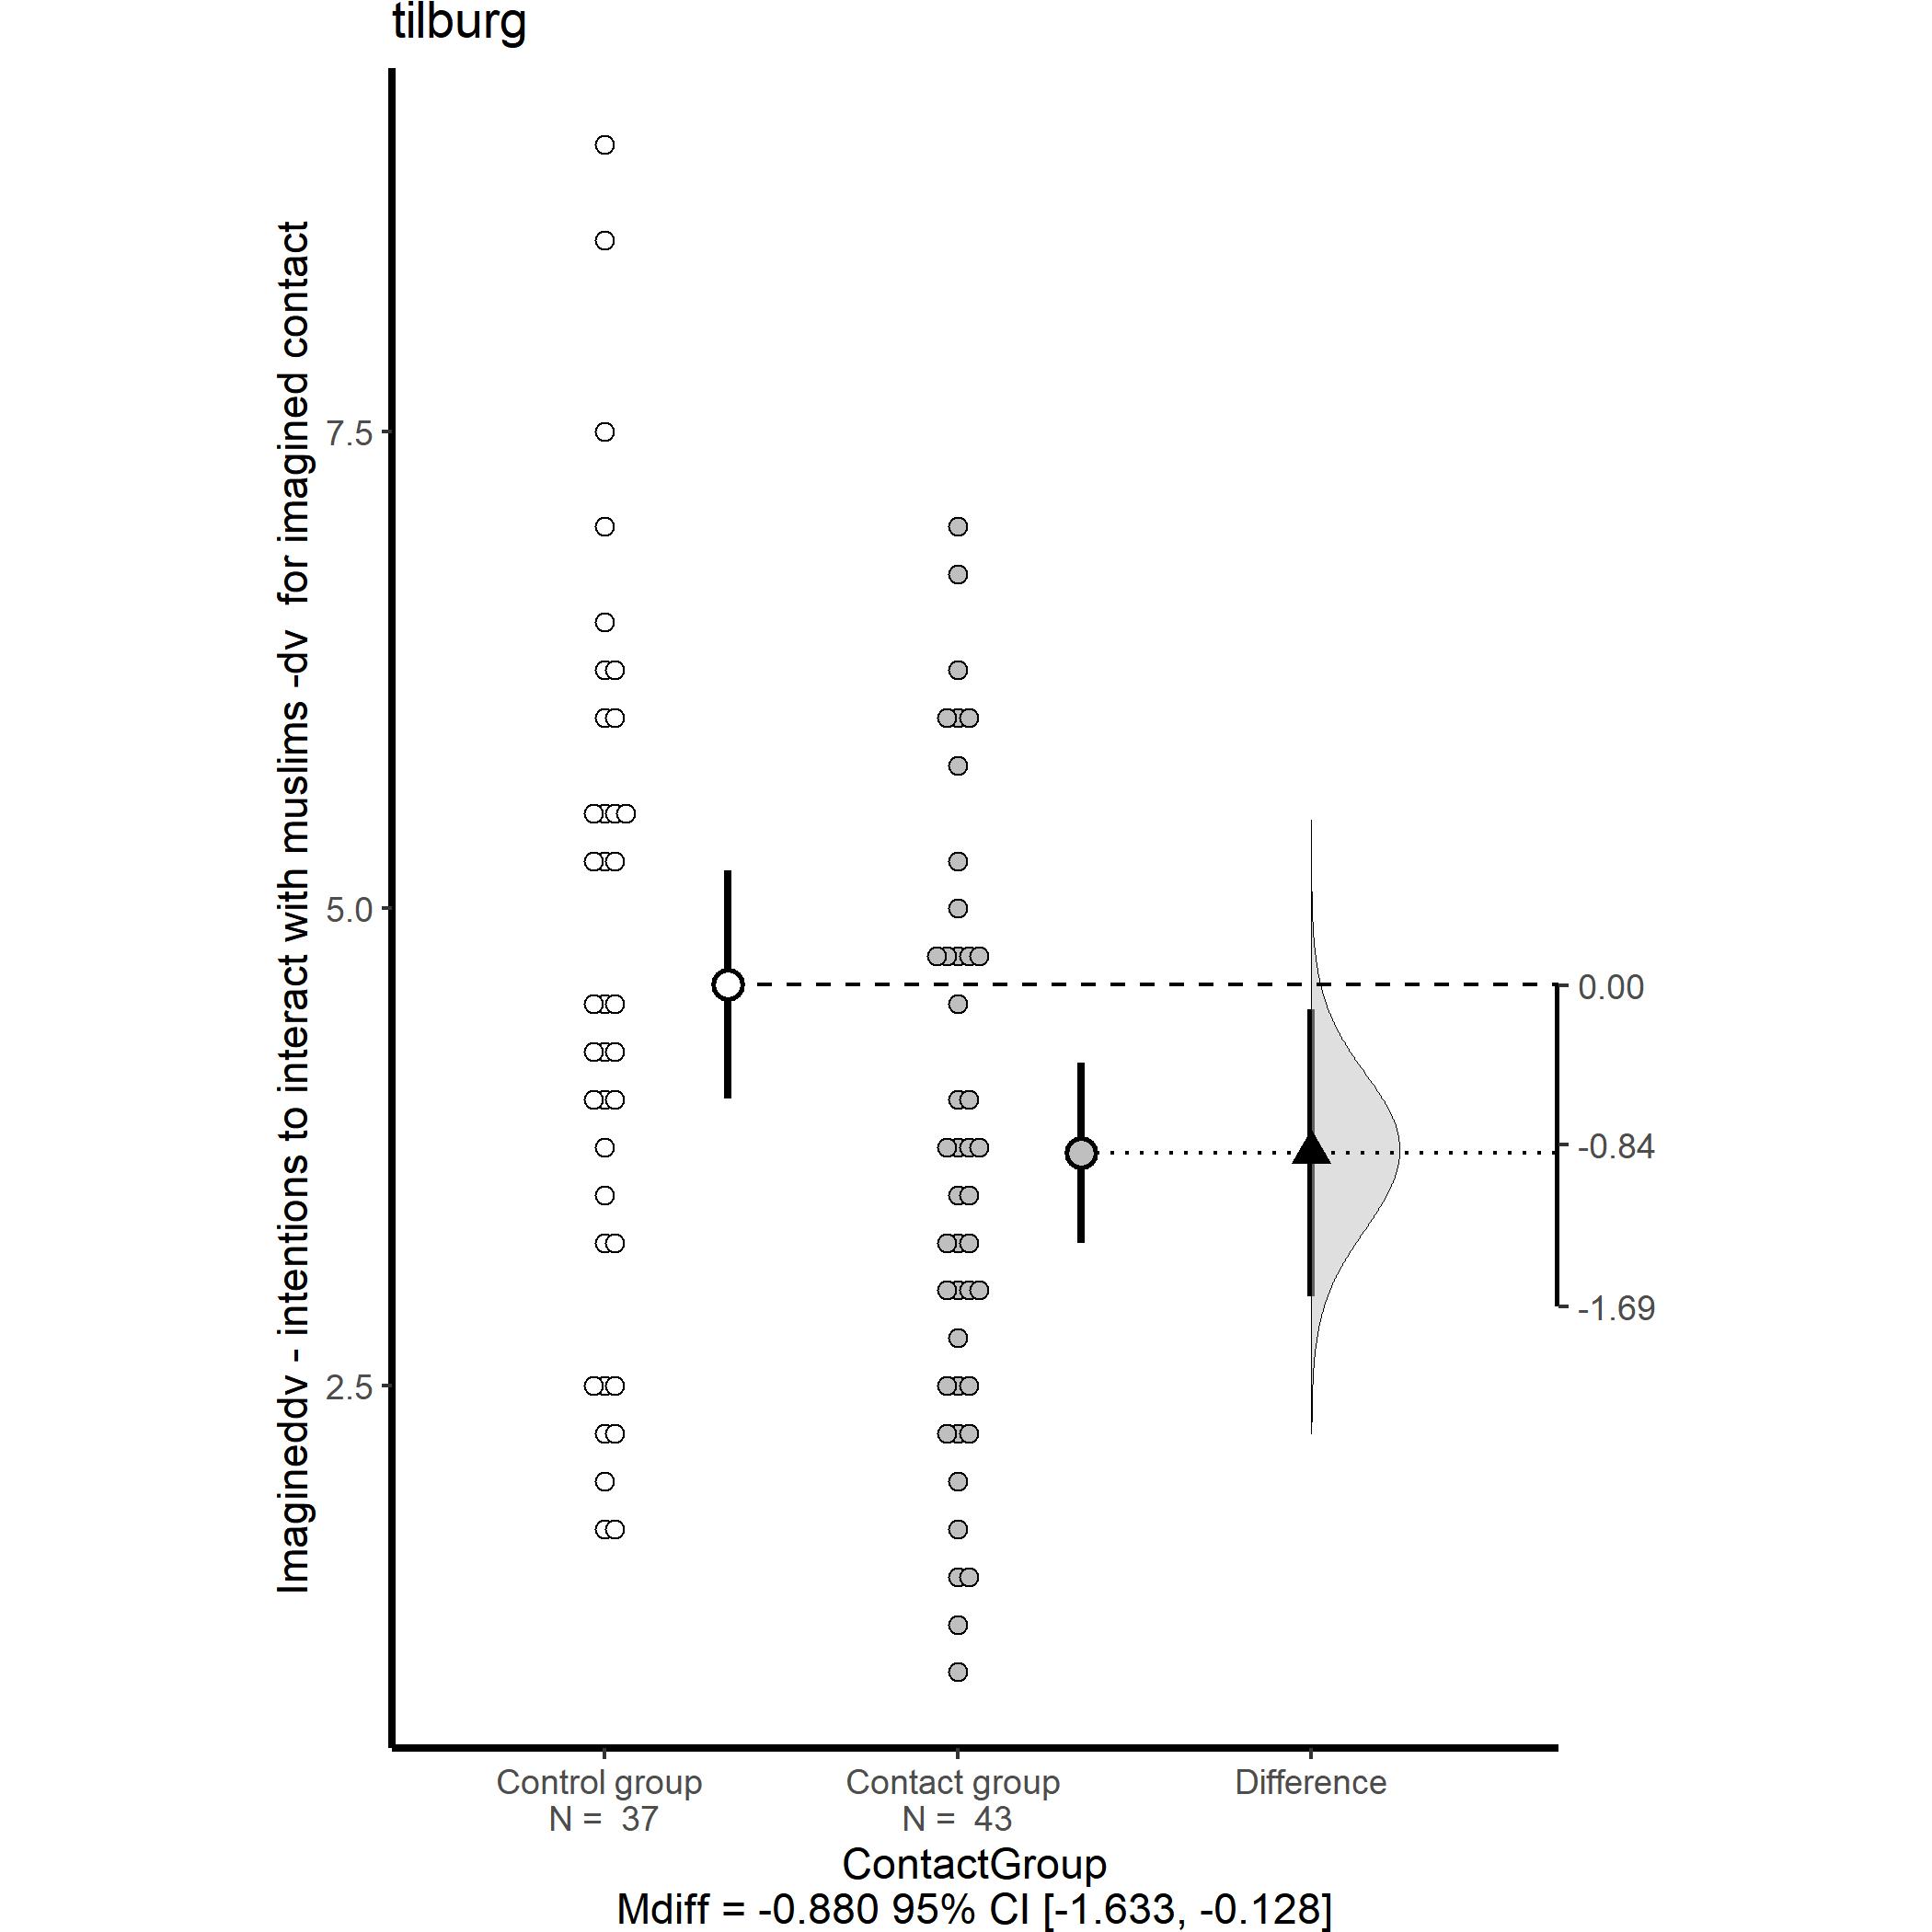 tilburg
Imagineddv - intentions to interact with muslims -dv  for imagined contact
7.5
5.0
2.5
0.00
-0.84
-1.69
Control group
N =  37
Contact group
N =  43
Difference
ContactGroup
Mdiff = -0.880 95% CI [-1.633, -0.128]